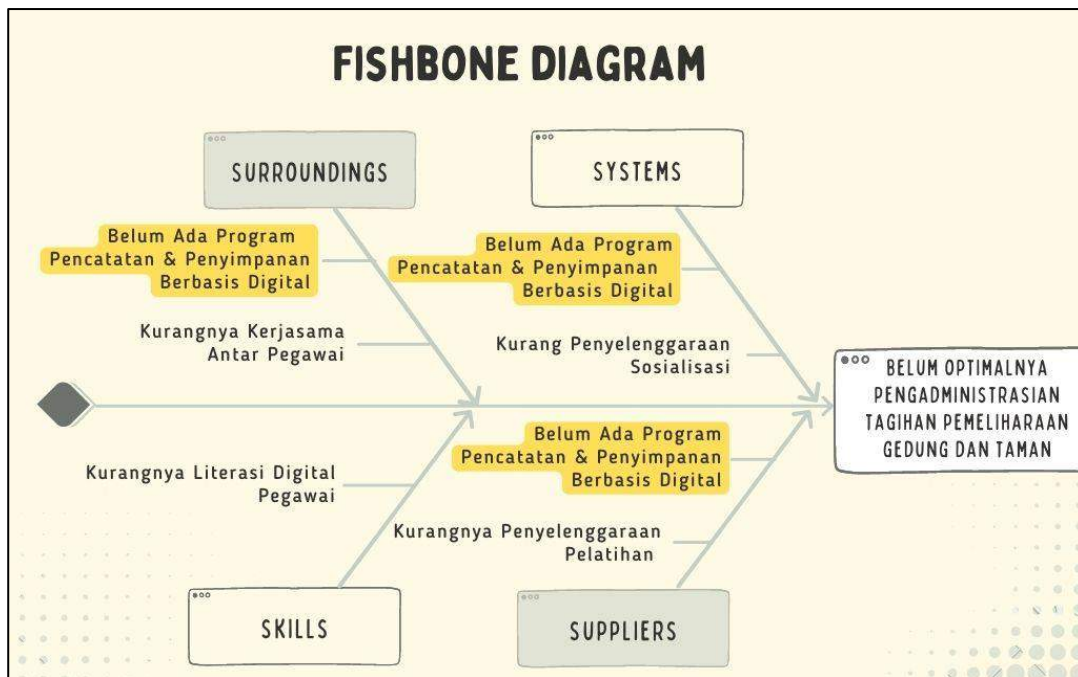 FISHBONE DIAGRAM
SURROUNDINGS
SYSTEMS
Belum Ada Program
Pencatatan & Penyimpanan
Berbasis Digital
Belum Ada Program
Pencatatan & Penyimpanan
Berbasis Digital
Kurangnya Kerjasama
Antar Pegawai
Kurang Penyelenggaraan
Sosialisasi
BELUM OPTIMALNYA
PENGADMINISTRASIAN
TAGIHAN PEMELIHARAAN
GEDUNG DAN TAMAN
Kurangnya Literasi Digital
Pegawai
Belum Ada Program
Pencatatan & Penyimpanan
Berbasis Digital
Kurangnya Penyelenggaraan
Pelatihan
SKILLS
SUPPLIERS